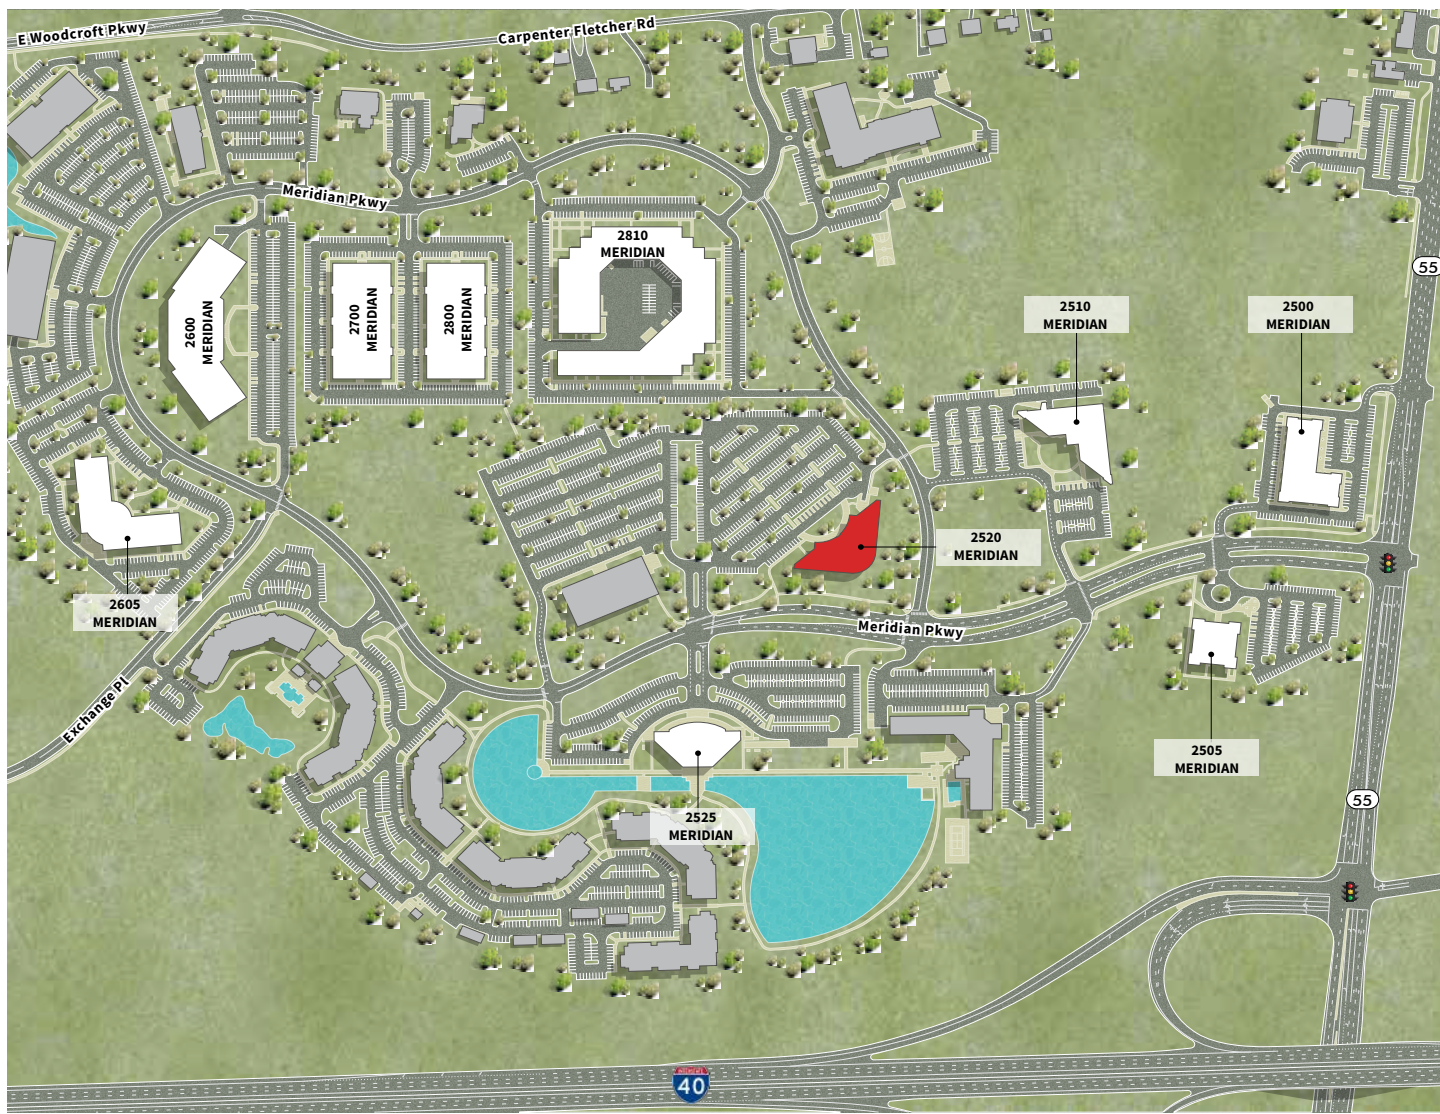 E Woodcroft Pkwy
Carpenter Fletcher Rd
Meridian Pkwy
2810
MERIDIAN
55
2600
MERIDIAN
2700
MERIDIAN
2800
MERIDIAN
2510
MERIDIAN
2500
MERIDIAN
2520
MERIDIAN
2605
MERIDIAN
Meridian Pkwy
Exchange Pl
2505
MERIDIAN
55
2525
MERIDIAN
40